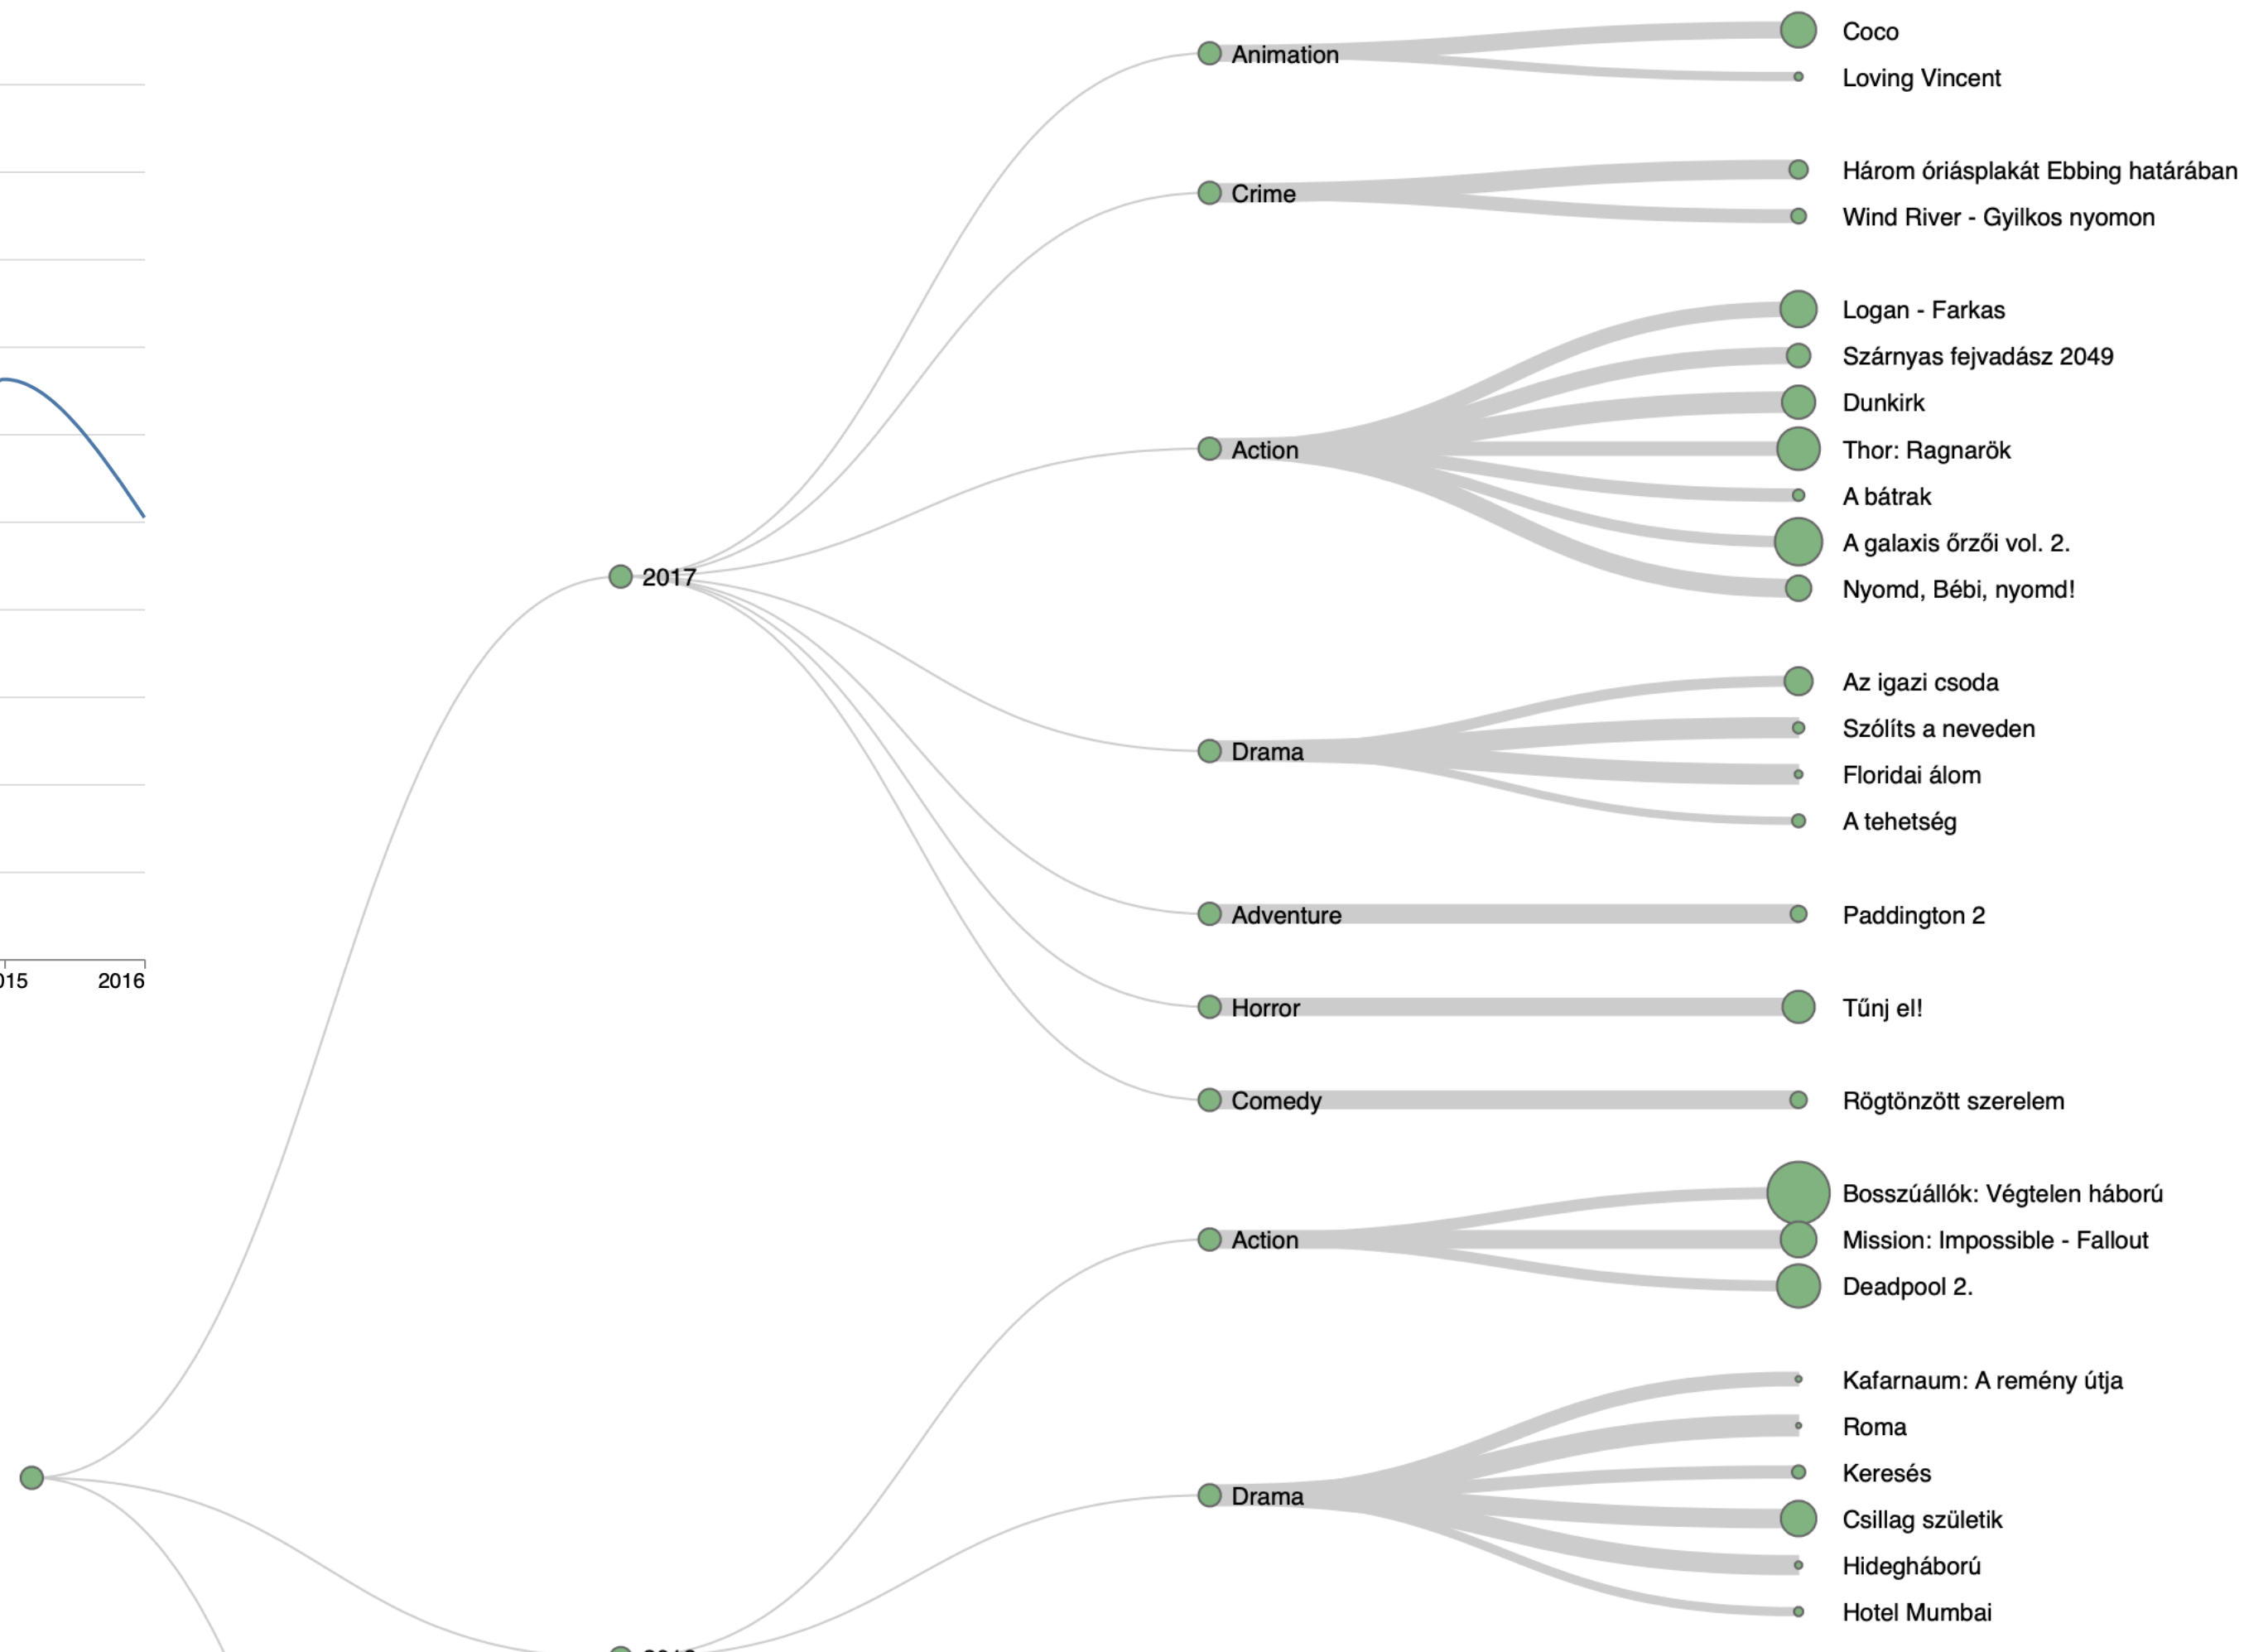 Coco
Animation
Loving Vincent
Három óriásplakát Ebbing határában
Crime
Wind River - Gyilkos nyomon
Logan - Farkas
Szárnyas fejvadász 2049
Dunkirk
Action
Thor: Ragnarök
A bátrak
A galaxis őrzői vol. 2.
2017
Nyomd, Bébi, nyomd!
Az igazi csoda
Szólíts a neveden
Drama
Floridai álom
A tehetség
Adventure
Paddington 2
015
2016
Horror
Tűnj el!
Comedy
Rögtönzött szerelem
Bosszúállók: Végtelen háború
Action
Mission: Impossible - Fallout
Deadpool 2.
Kafarnaum: A remény útja
Roma
Keresés
Drama
Csillag születik
Hidegháború
Hotel Mumbai